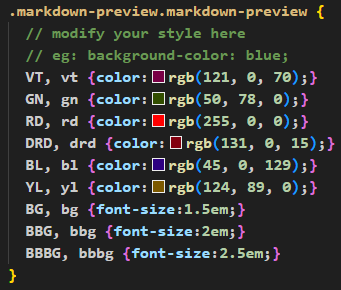 .markdown-preview.markdown-preview {
// modify your style here
// eg: background-color: blue;
VT, vt {color:rgb(121, 0, 70);}
GN, gn {color:rgb(50, 78, 0);}
RD, rd {color:rgb(255, 0, 0);}
DRD, drd {color:rgb(131, 0, 15);}
BL, bl {color:rgb(45, 0, 129);}
YL, yl {color:rgb(124, 89, 0);}
BG, bg {font-size:1.5em;}
BBG, bbg {font-size:2em;}
BBBG, bbbg {font-size:2.5em;}
}